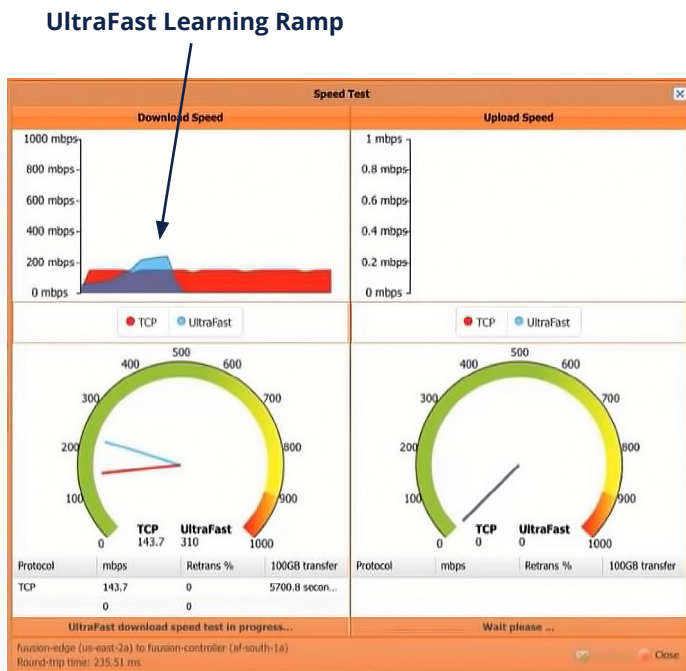 UltraFast Learning Ramp
Speed Test
Download Speed
Upload Speed
1000 mbps
800 mbps
600 mbps
400 mbps
200 mbps
0 mbps
1 mbps
0.8 mbps
0.6 mbps
0.4 mbps
0.2 mbps
0 mbps
TCP UltraFast
TCP UltraFast
0 100 200 300 400 500 600 700 800 900 1000
TCP UltraFast
143.7 310
0 100 200 300 400 500 600 700 800 900 1000
TCP UltraFast
0 0
Protocol mbps Retrans % 100GB transfer
TCP 143.7 0 5700.8 secon...
0 0
Protocol mbps Retrans % 100GB transfer
UltraFast download speed test in progress...
Wait please ...
fuusion-edge (us-east-2a) to fuusion-controller (af-south-1a)
Round-trip time: 235.51 ms
Close